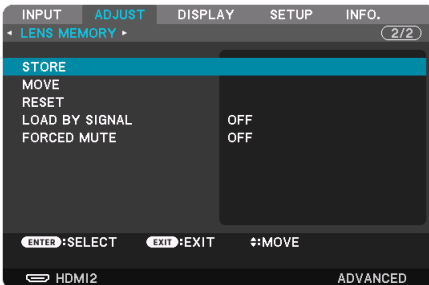 INPUT ADJUST DISPLAY SETUP INFO.
LENS MEMORY 2/2
STORE
MOVE
RESET
LOAD BY SIGNAL OFF
FORCED MUTE OFF
ENTER :SELECT EXIT :EXIT :MOVE
HDMI2 ADVANCED